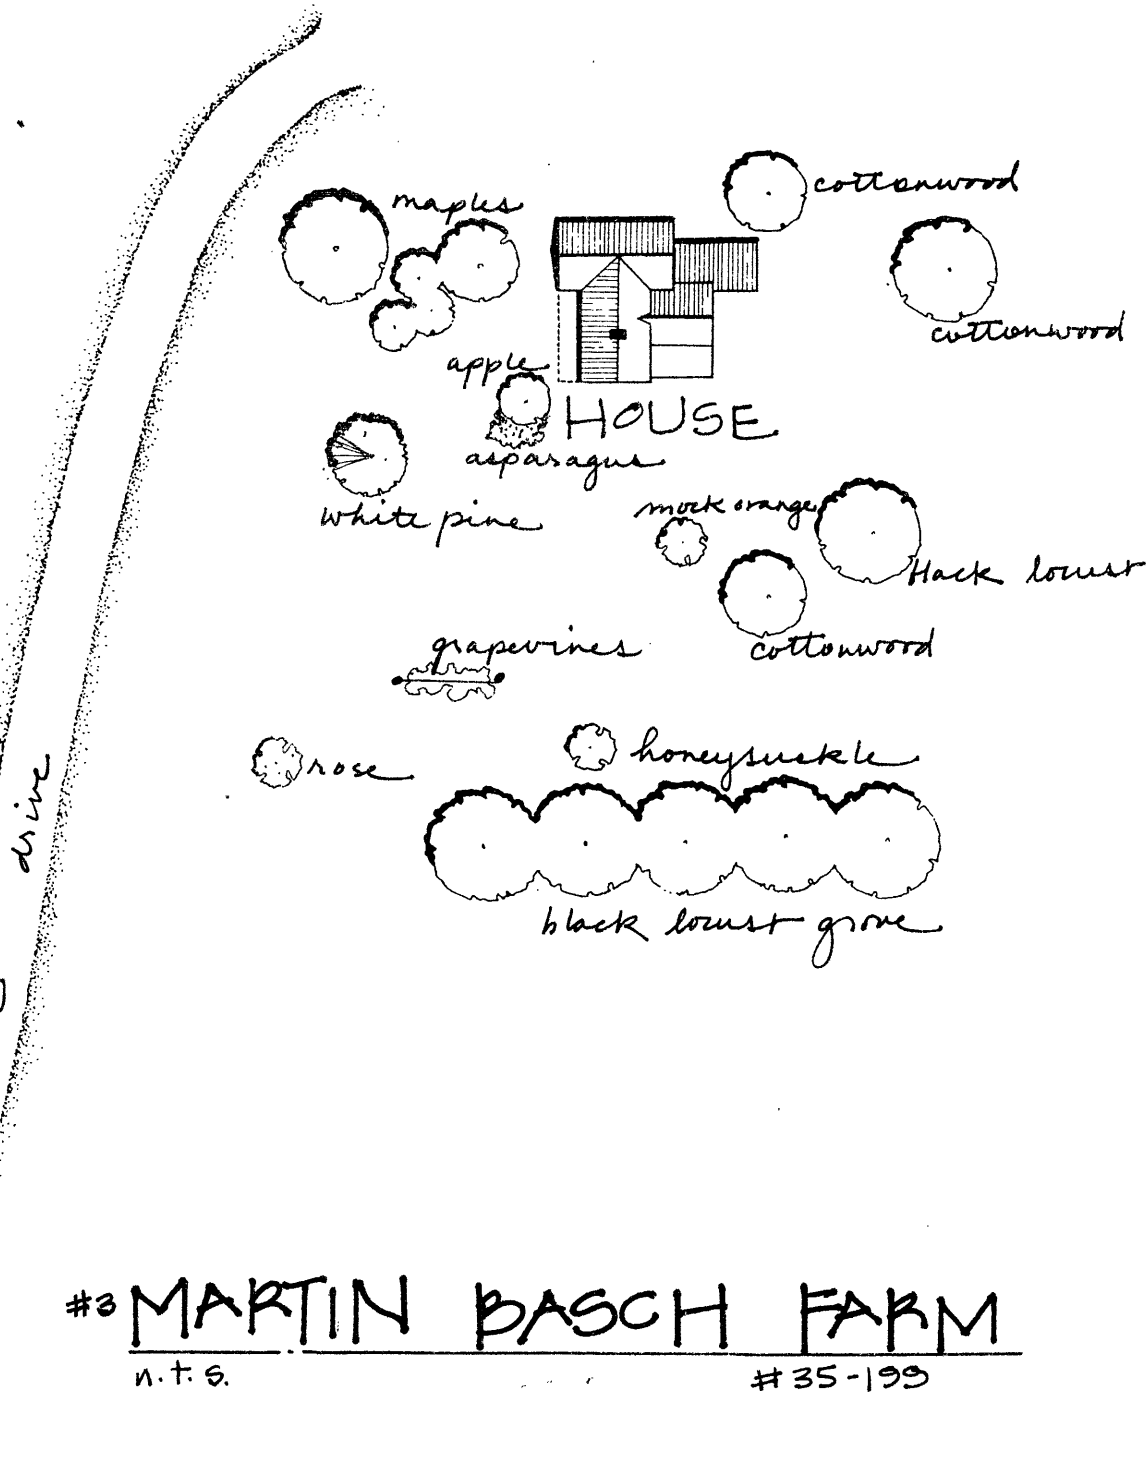 cottonwood
maples
cottonwood
apple
HOUSE
asparagus
mock orange
white pine
black locust
cottonwood
grapevines
honeysuckle
rose
drive
black locust grove
#3 MARTIN BASCH FARM
n.t.s.
#35-199